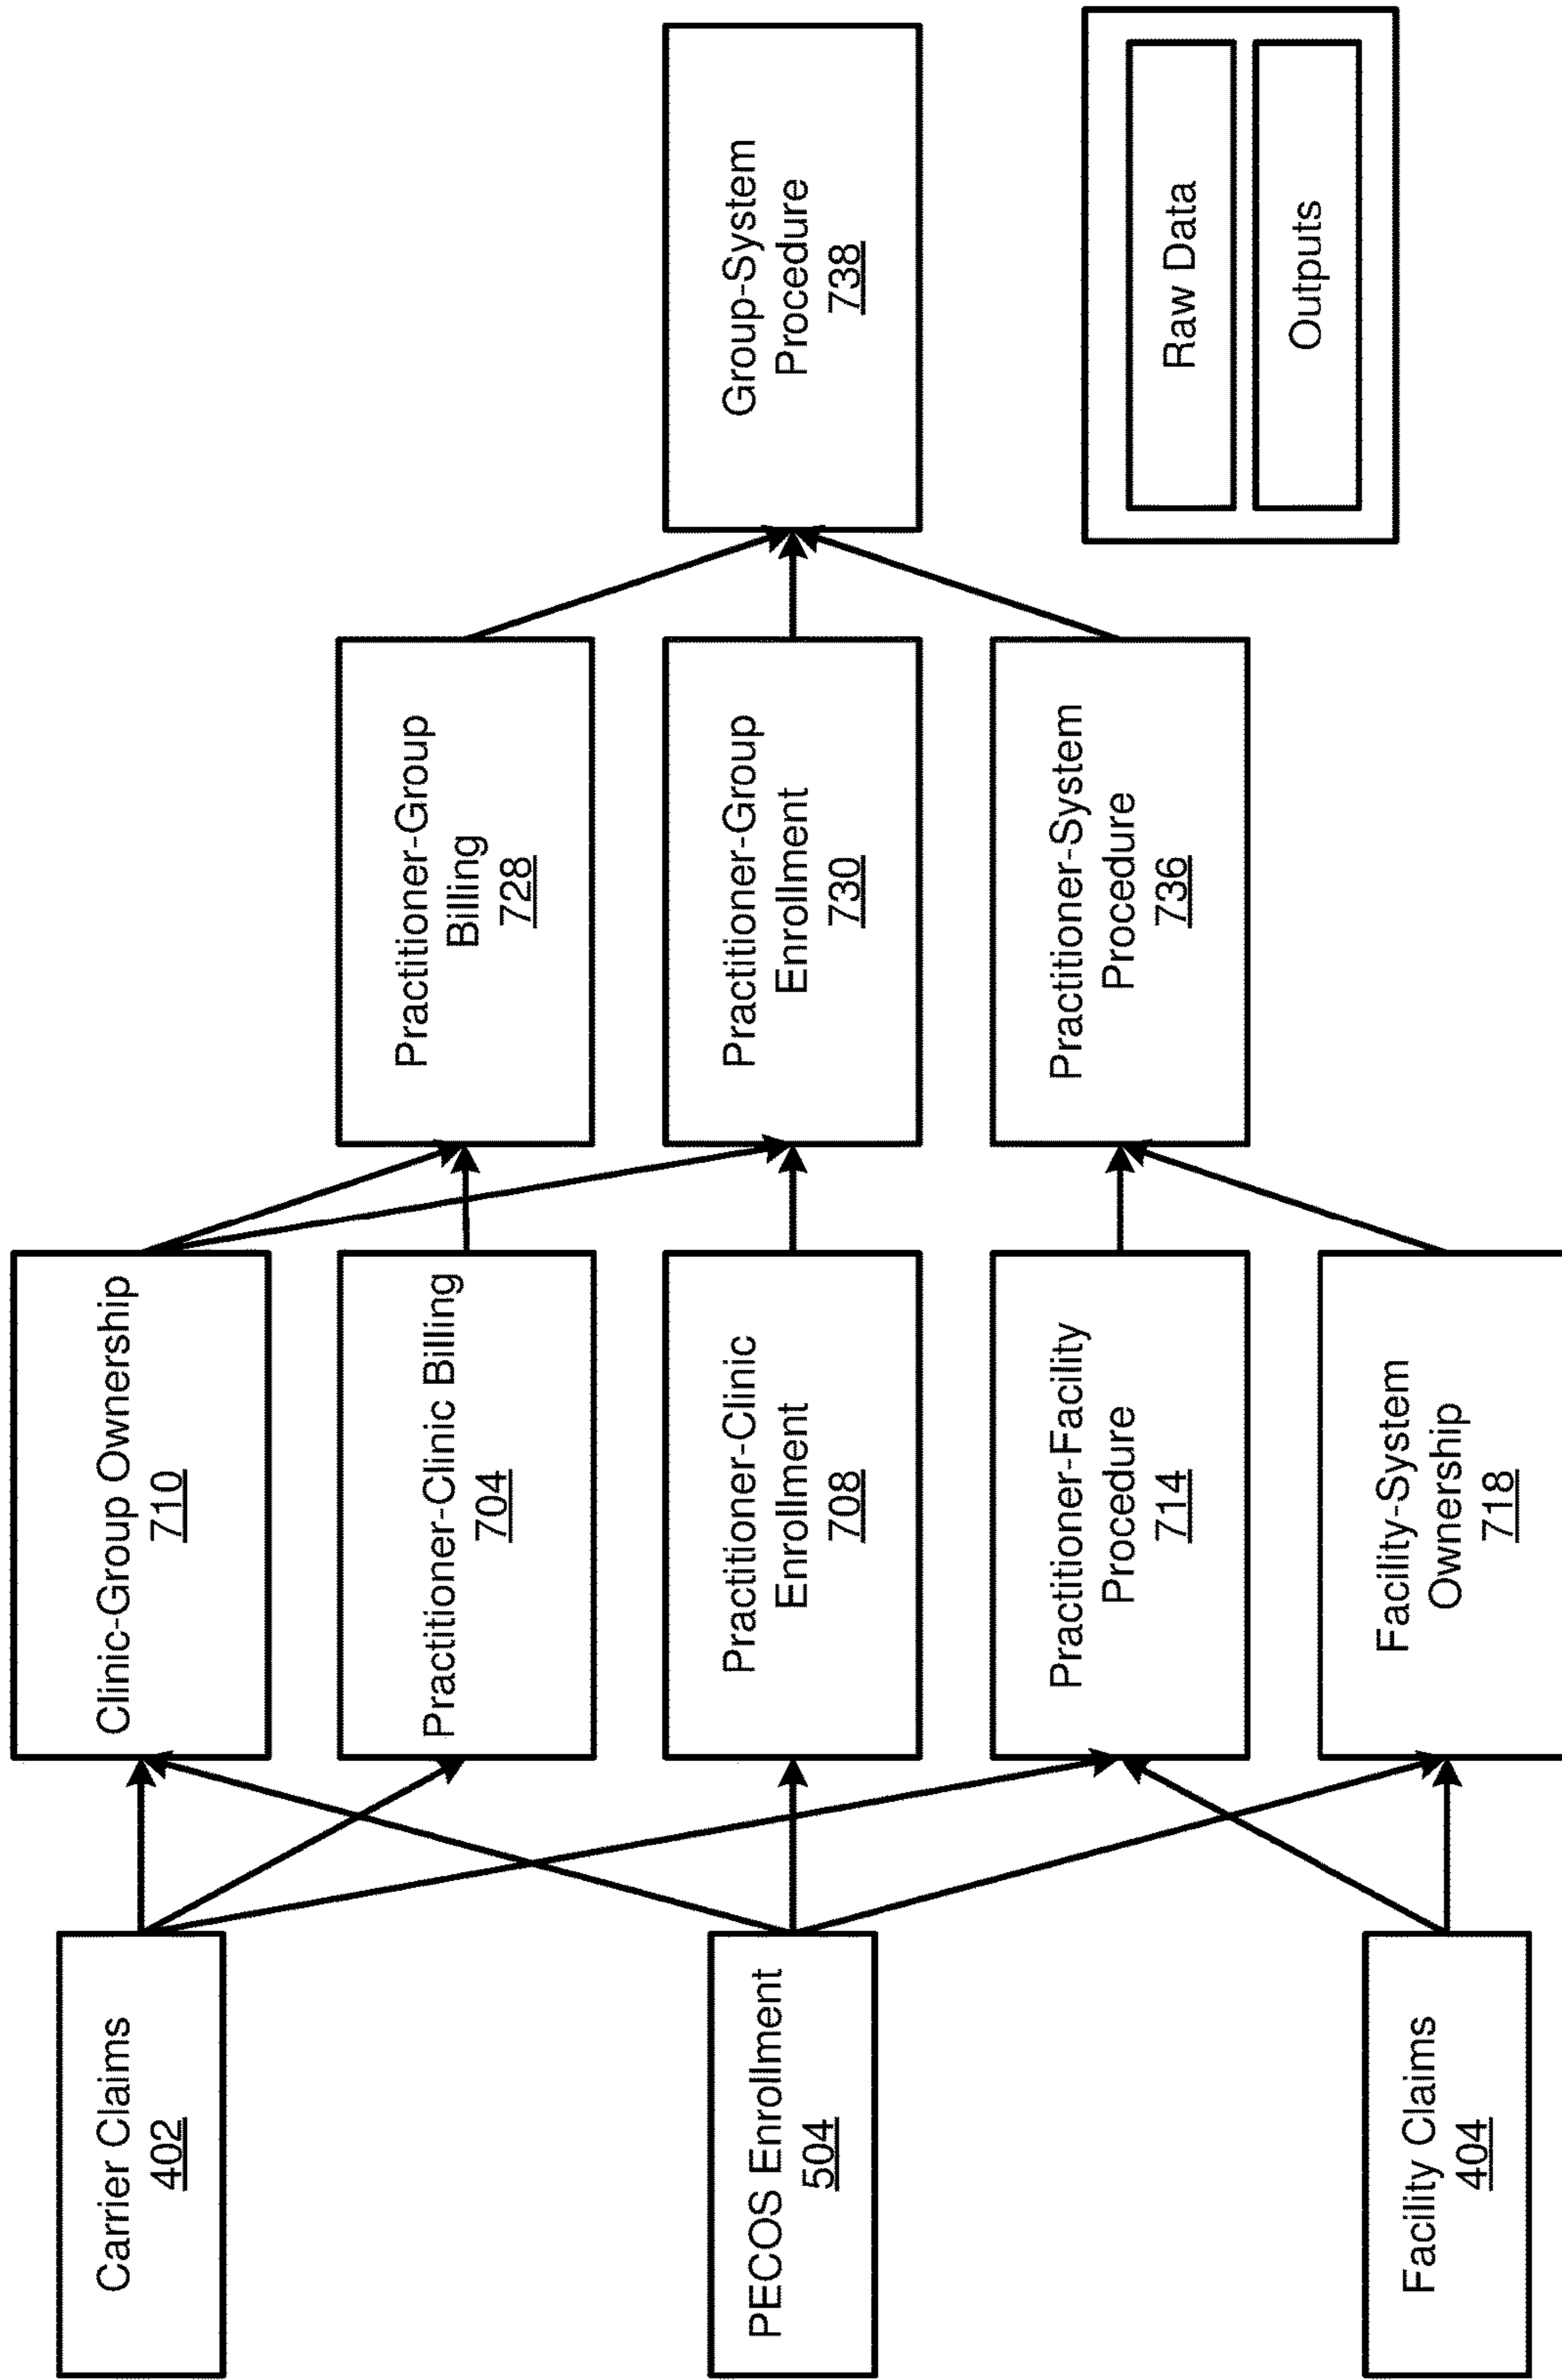 Carrier Claims
402
PECOS Enrollment
504
Facility Claims
404
Clinic-Group Ownership
710
Practitioner-Clinic Billing
704
Practitioner-Clinic
Enrollment
708
Practitioner-Facility
Procedure
714
Facility-System
Ownership
718
Practitioner-Group
Billing
728
Practitioner-Group
Enrollment
730
Practitioner-System
Procedure
736
Group-System
Procedure
738
Raw Data
Outputs